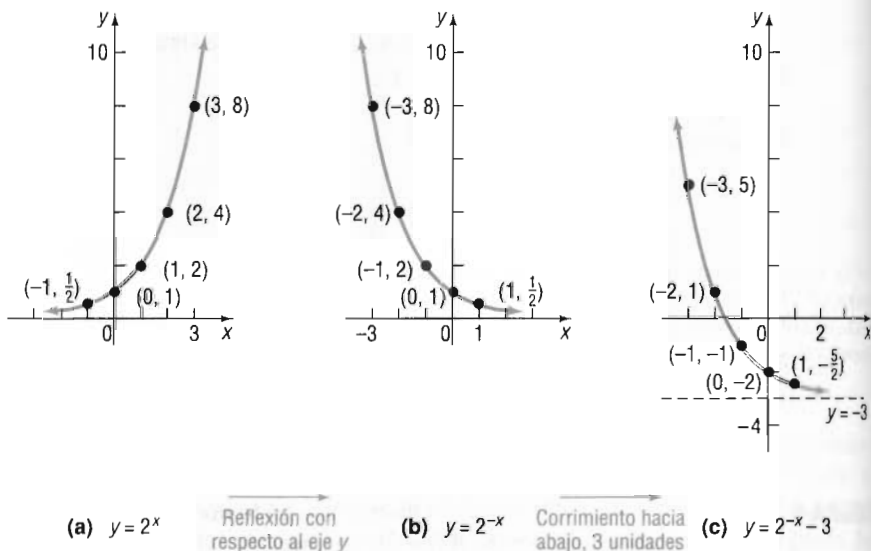 y
10
(3, 8)
(2, 4)
(1, 2)
(−1, 1/2)
(0, 1)
0
3
x
y
10
(−3, 8)
(−2, 4)
(−1, 2)
(0, 1)
(1, 1/2)
−3
0
1
x
y
10
(−3, 5)
(−2, 1)
0
2
x
(−1, −1)
(0, −2)
(1, −5/2)
y = −3
−4
(a) y = 2^x
Reflexión con
respecto al eje y
(b) y = 2^−x
Corrimiento hacia
abajo, 3 unidades
(c) y = 2^−x − 3